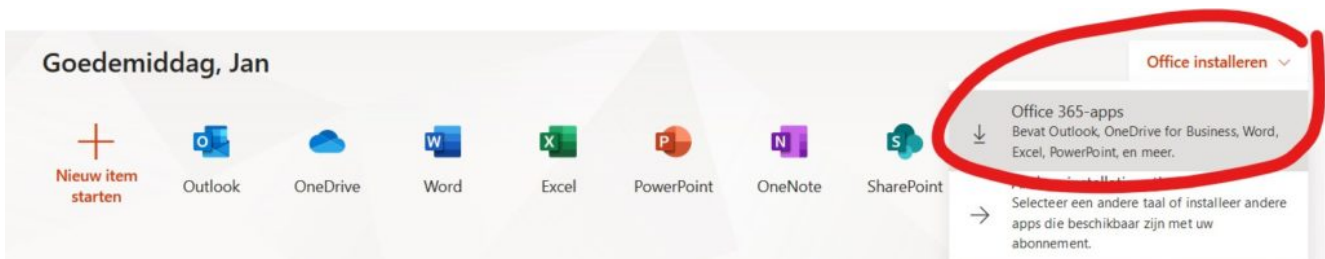 Goedemiddag, Jan
Office installeren
Office 365-apps
Bevat Outlook, OneDrive for Business, Word,
Excel, PowerPoint, en meer.
Nieuw item
starten
Outlook
OneDrive
Word
Excel
PowerPoint
OneNote
SharePoint
Selecteer een andere taal of installeer andere
apps die beschikbaar zijn met uw
abonnement.